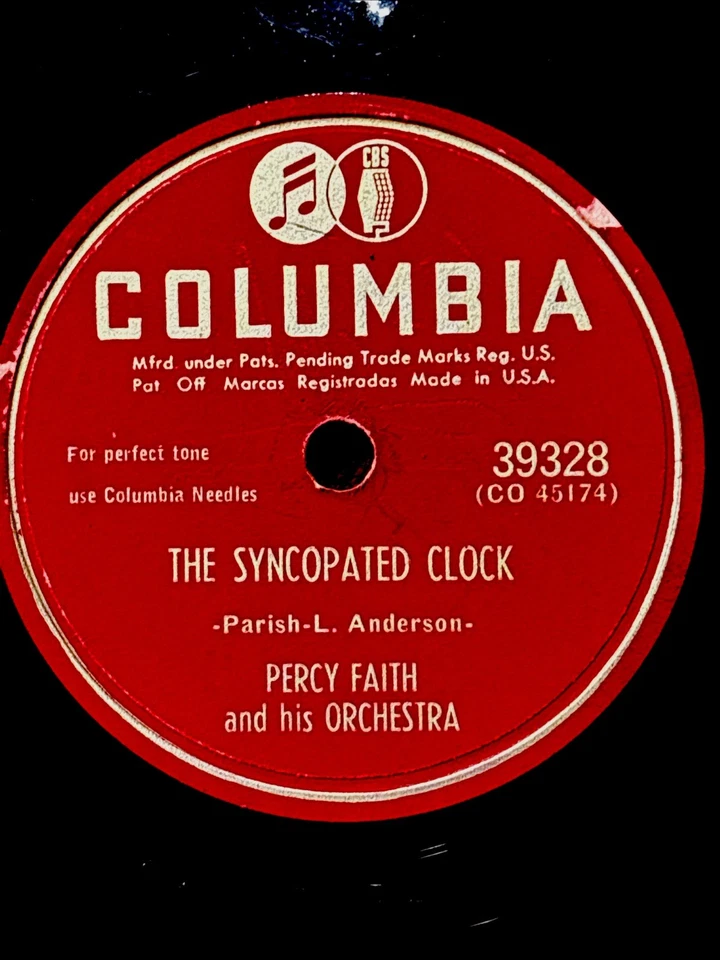 CBS
COLUMBIA
Mfrd. under Pats. Pending Trade Marks Reg. U.S.
Pat Off Marcas Registradas Made in U.S.A.
For perfect tone
use Columbia Needles
39328
(CO 45174)
THE SYNCOPATED CLOCK
-Parish-L. Anderson-
PERCY FAITH
and his ORCHESTRA